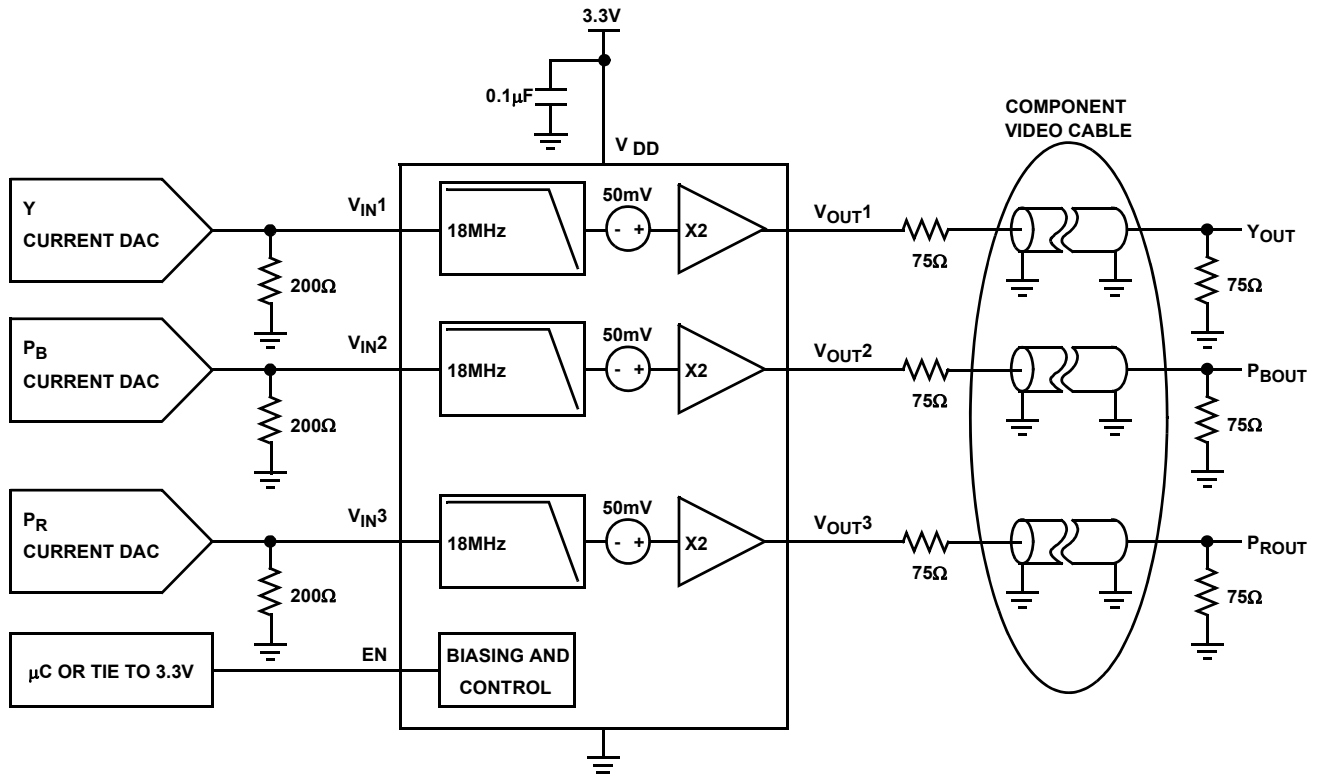 3.3V
0.1µF
V DD
COMPONENT
VIDEO CABLE
Y
CURRENT DAC
VIN1
200Ω
18MHz
50mV
- +
X2
VOUT1
75Ω
YOUT
75Ω
PB
CURRENT DAC
VIN2
200Ω
18MHz
50mV
- +
X2
VOUT2
75Ω
PBOUT
75Ω
PR
CURRENT DAC
VIN3
200Ω
18MHz
50mV
- +
X2
VOUT3
75Ω
PROUT
75Ω
µC OR TIE TO 3.3V
EN
BIASING AND
CONTROL